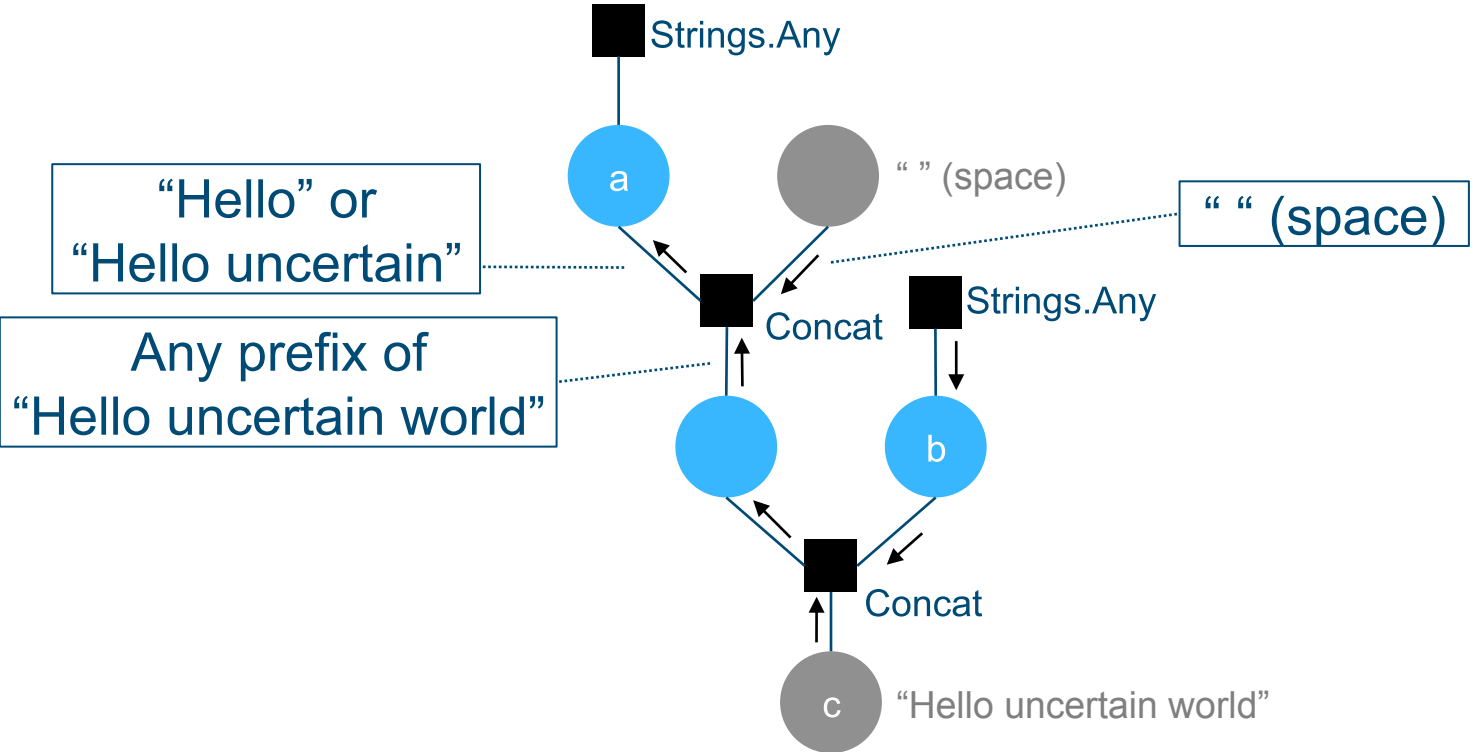 Strings.Any
a
“ ” (space)
“Hello” or
“Hello uncertain”
“ “ (space)
Strings.Any
Concat
Any prefix of
“Hello uncertain world”
b
Concat
c
“Hello uncertain world”